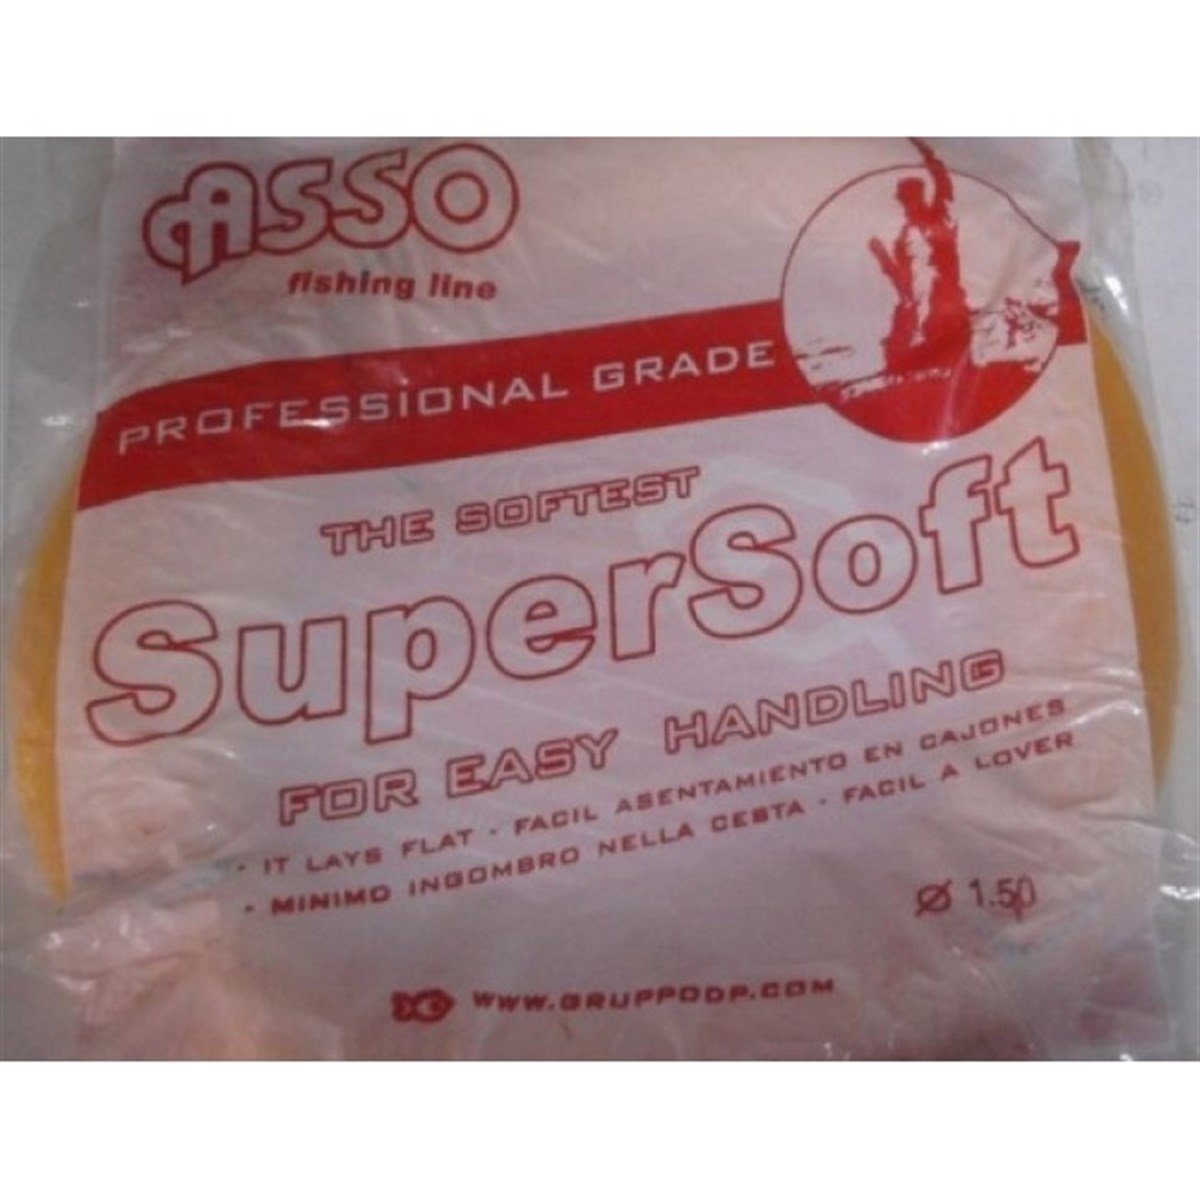 ASSO
fishing line
PROFESSIONAL GRADE
THE SOFTEST
SuperSoft
FOR EASY HANDLING
- IT LAYS FLAT - FACIL ASENTAMIENTO EN CAJONES
- MINIMO INGOMBRO NELLA CESTA - FACIL A LOVER
Ø 1.50
WWW.GRUPPODP.COM